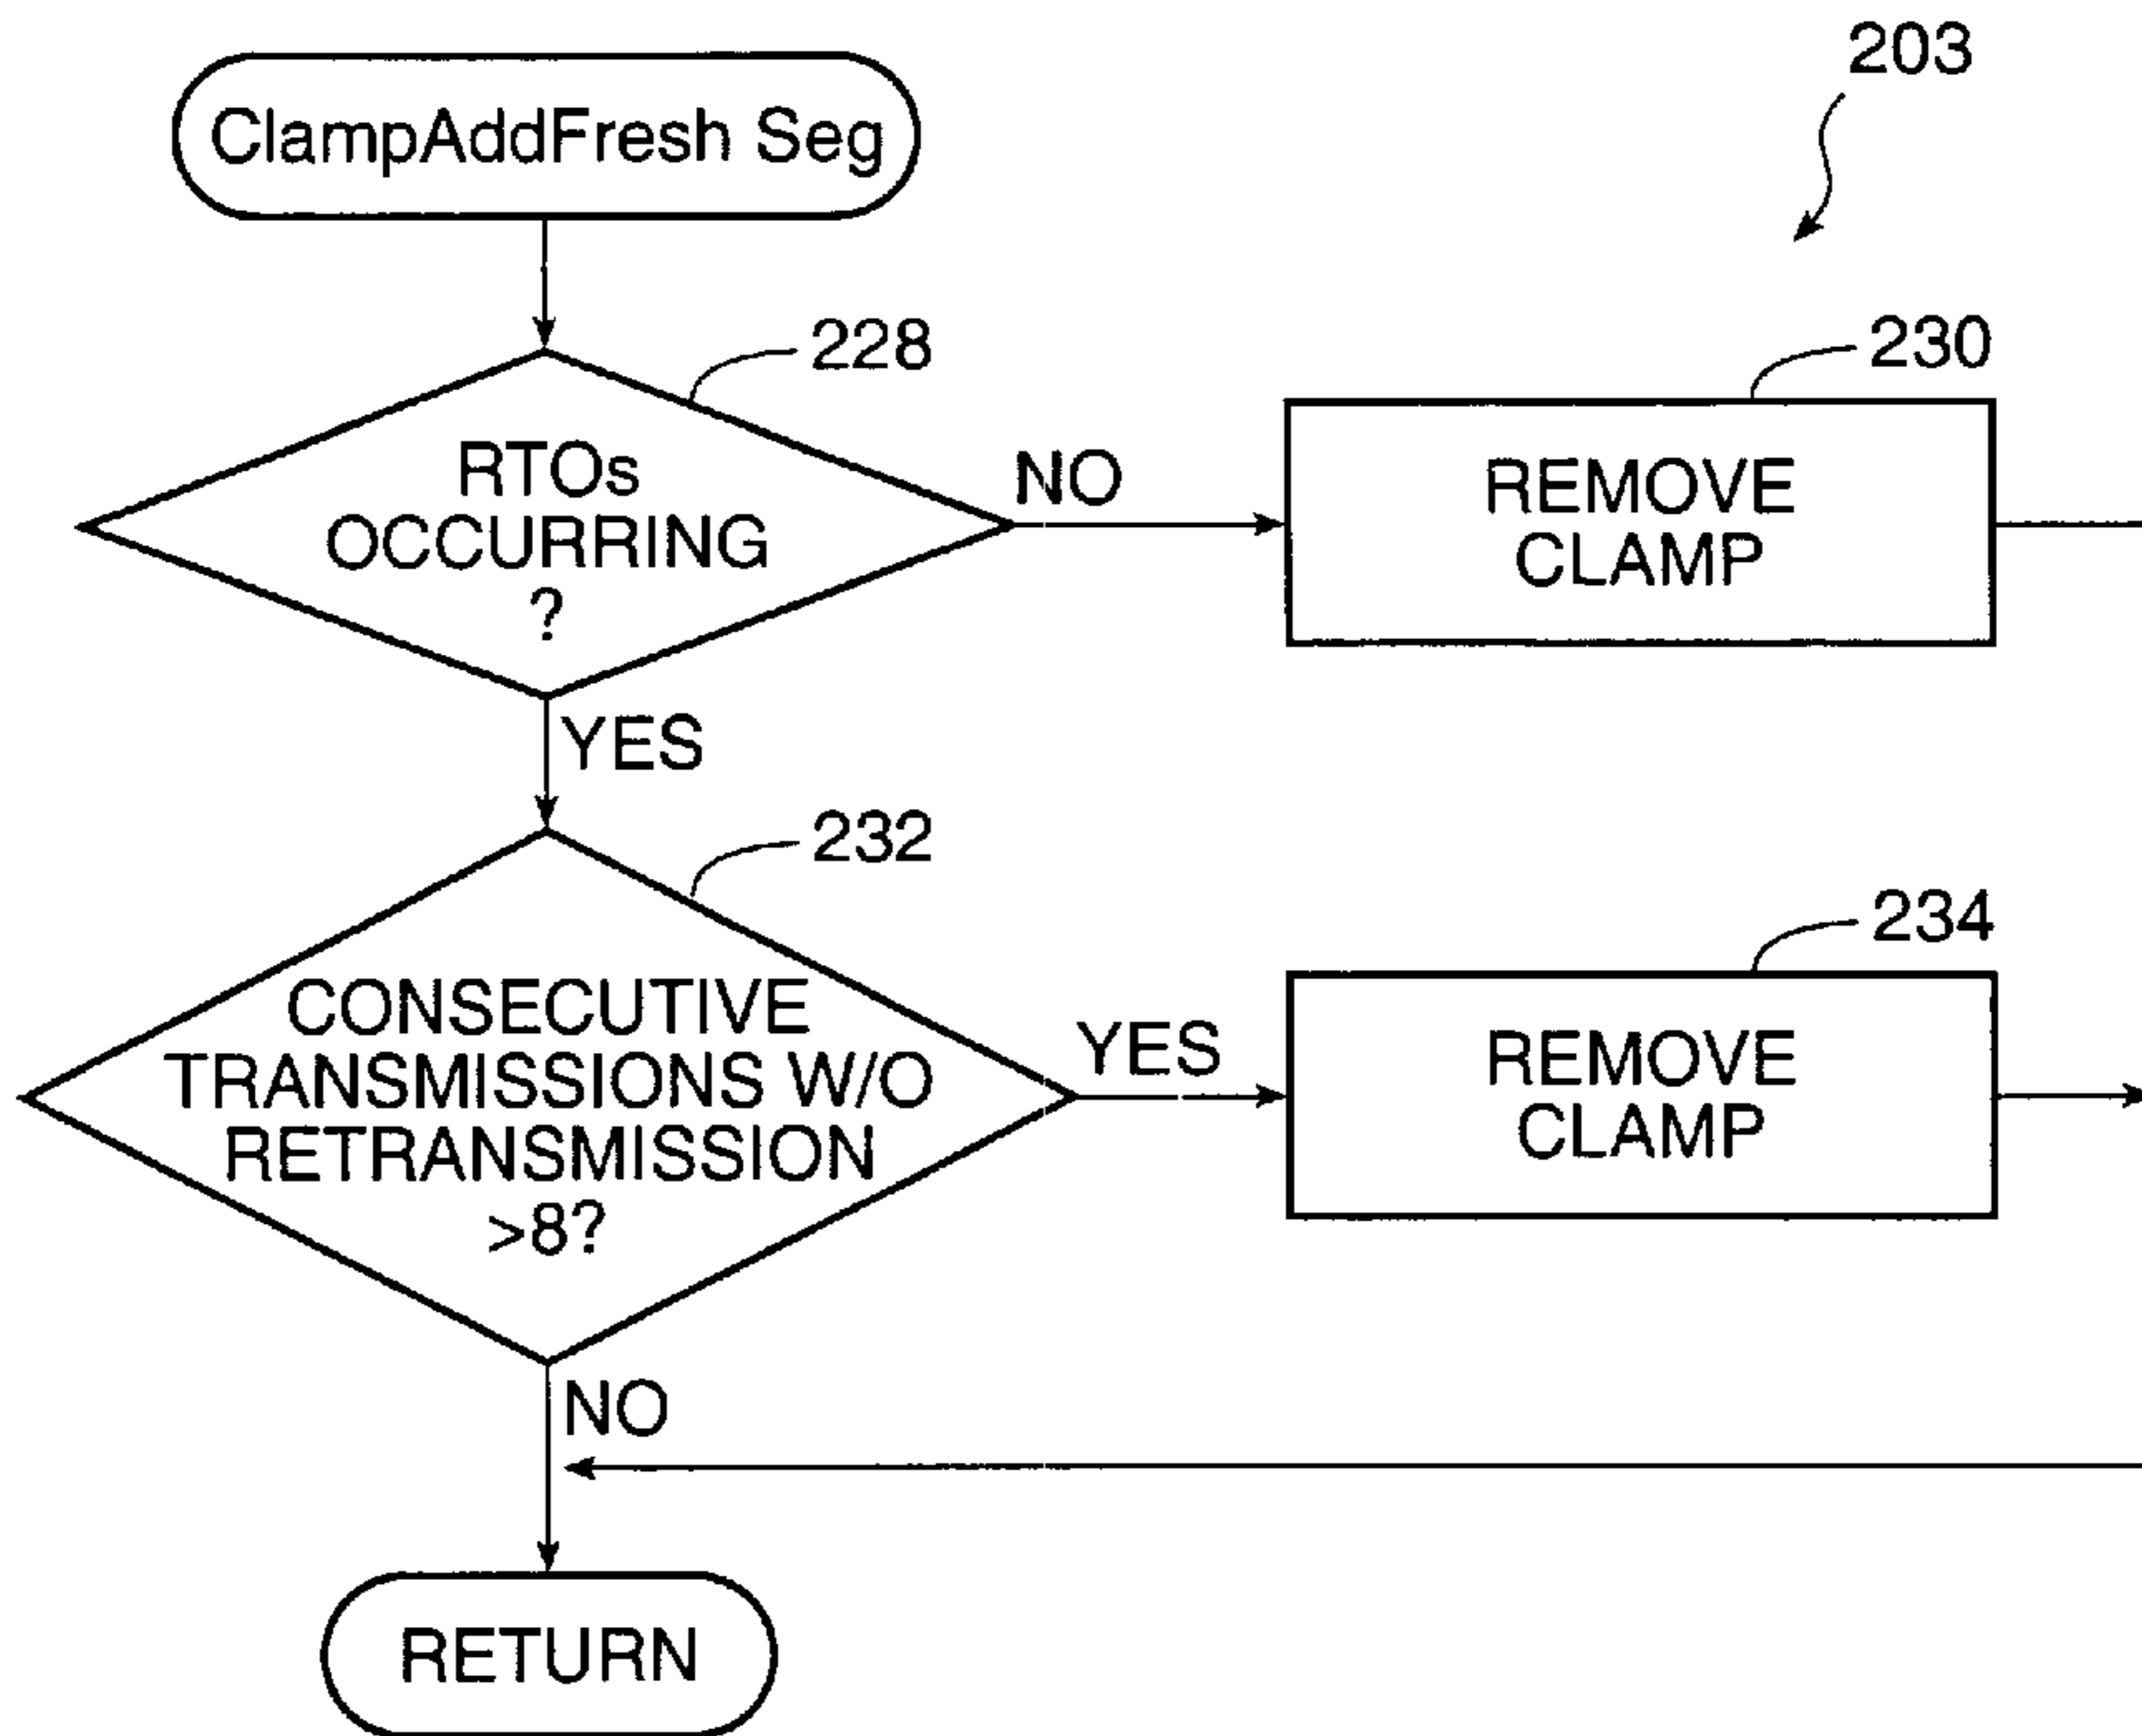 203
ClampAddFresh Seg
228
RTOs
OCCURRING
?
NO
230
REMOVE
CLAMP
YES
232
CONSECUTIVE
TRANSMISSIONS W/O
RETRANSMISSION
>8?
YES
234
REMOVE
CLAMP
NO
RETURN